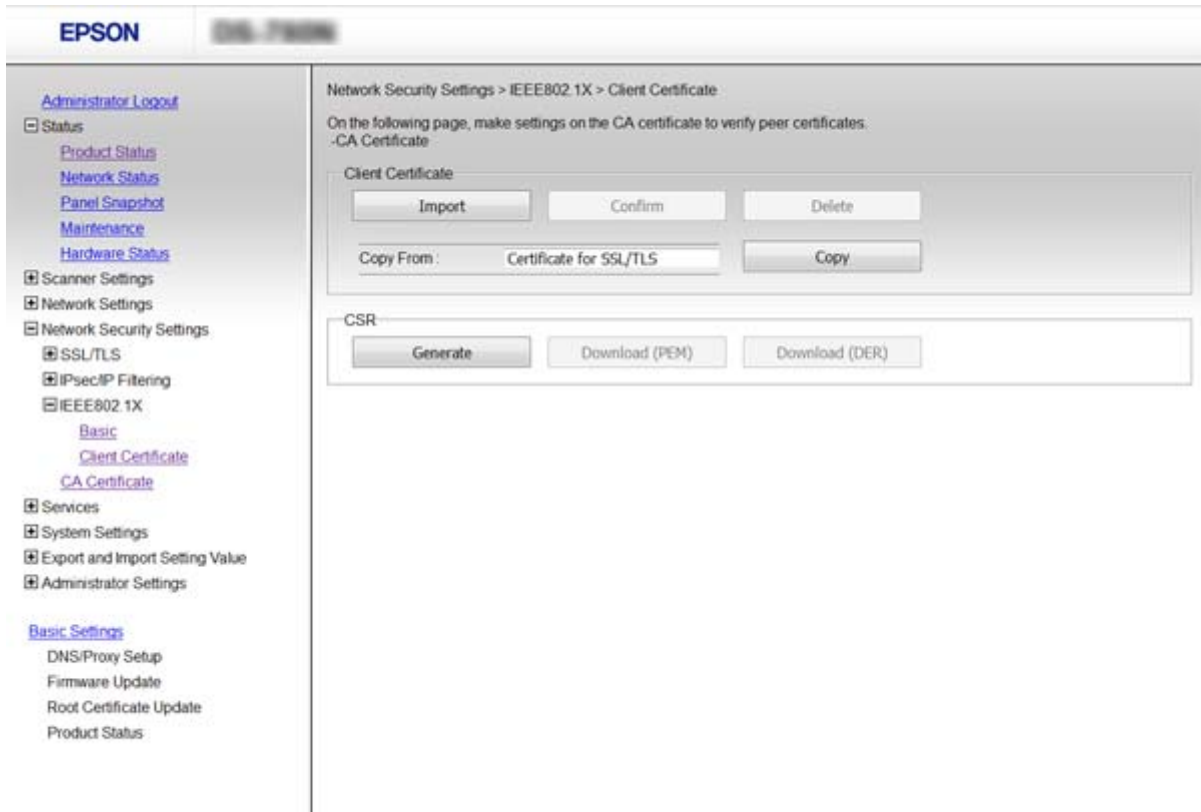 EPSON
Administrator Logout
Status
Product Status
Network Status
Panel Snapshot
Maintenance
Hardware Status
Scanner Settings
Network Settings
Network Security Settings
SSL/TLS
IPsec/IP Filtering
IEEE802.1X
Basic
Client Certificate
CA Certificate
Services
System Settings
Export and Import Setting Value
Administrator Settings
Basic Settings
DNS/Proxy Setup
Firmware Update
Root Certificate Update
Product Status
Network Security Settings > IEEE802.1X > Client Certificate
On the following page, make settings on the CA certificate to verify peer certificates.
-CA Certificate
Client Certificate
Import Confirm Delete
Copy From : Certificate for SSL/TLS Copy
CSR
Generate Download (PEM) Download (DER)